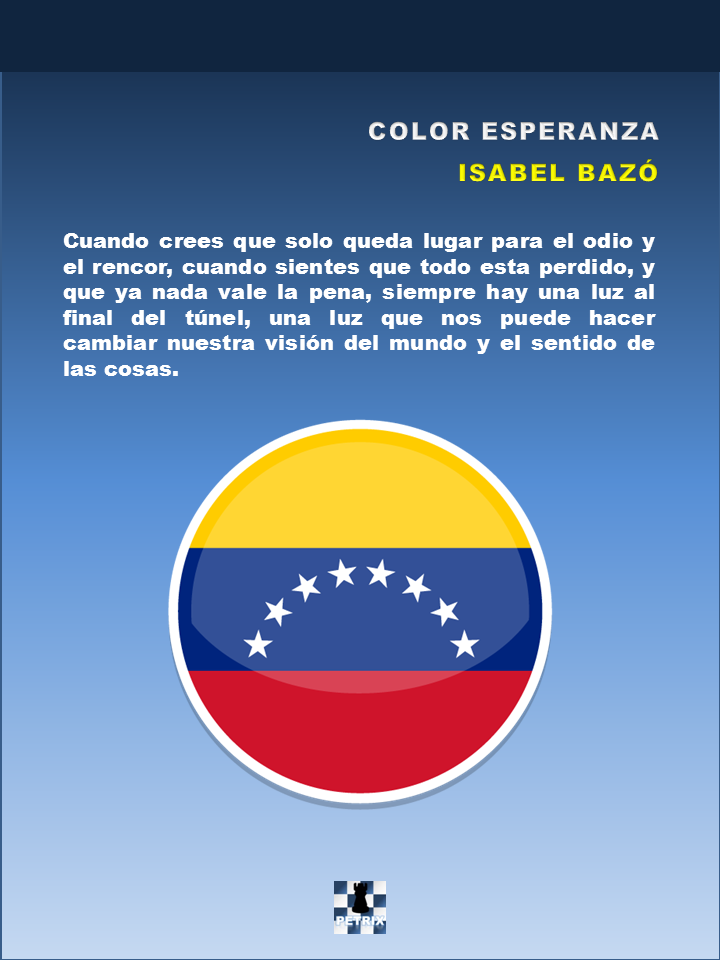 COLOR ESPERANZA
ISABEL BAZÓ
Cuando crees que solo queda lugar para el odio y
el rencor, cuando sientes que todo esta perdido, y
que ya nada vale la pena, siempre hay una luz al
final del túnel, una luz que nos puede hacer
cambiar nuestra visión del mundo y el sentido de
las cosas.
PETRIX